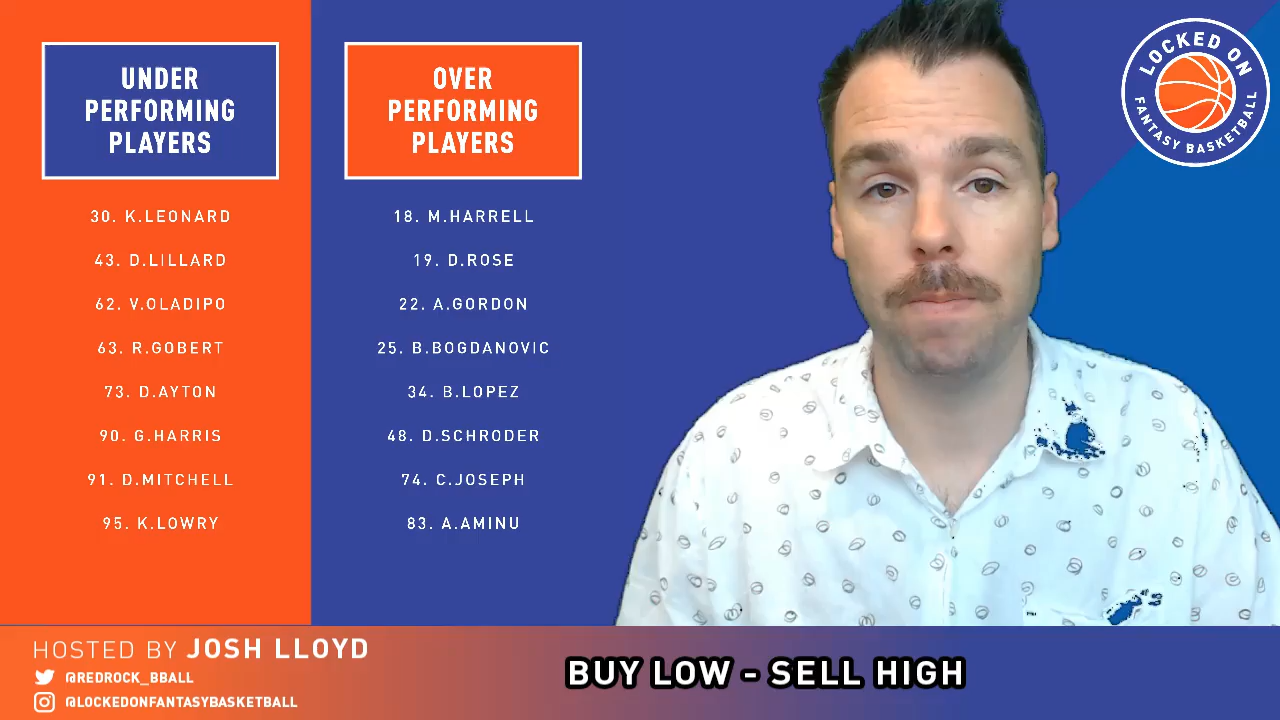 UNDER
PERFORMING
PLAYERS
30. K.LEONARD
43. D.LILLARD
62. V.OLADIPO
63. R.GOBERT
73. D.AYTON
90. G.HARRIS
91. D.MITCHELL
95. K.LOWRY
OVER
PERFORMING
PLAYERS
18. M.HARRELL
19. D.ROSE
22. A.GORDON
25. B.BOGDANOVIC
34. B.LOPEZ
48. D.SCHRODER
74. C.JOSEPH
83. A.AMINU
LOCKED ON
FANTASY BASKETBALL
HOSTED BY JOSH LLOYD
@REDROCK_BBALL
@LOCKEDONFANTASYBASKETBALL
BUY LOW - SELL HIGH